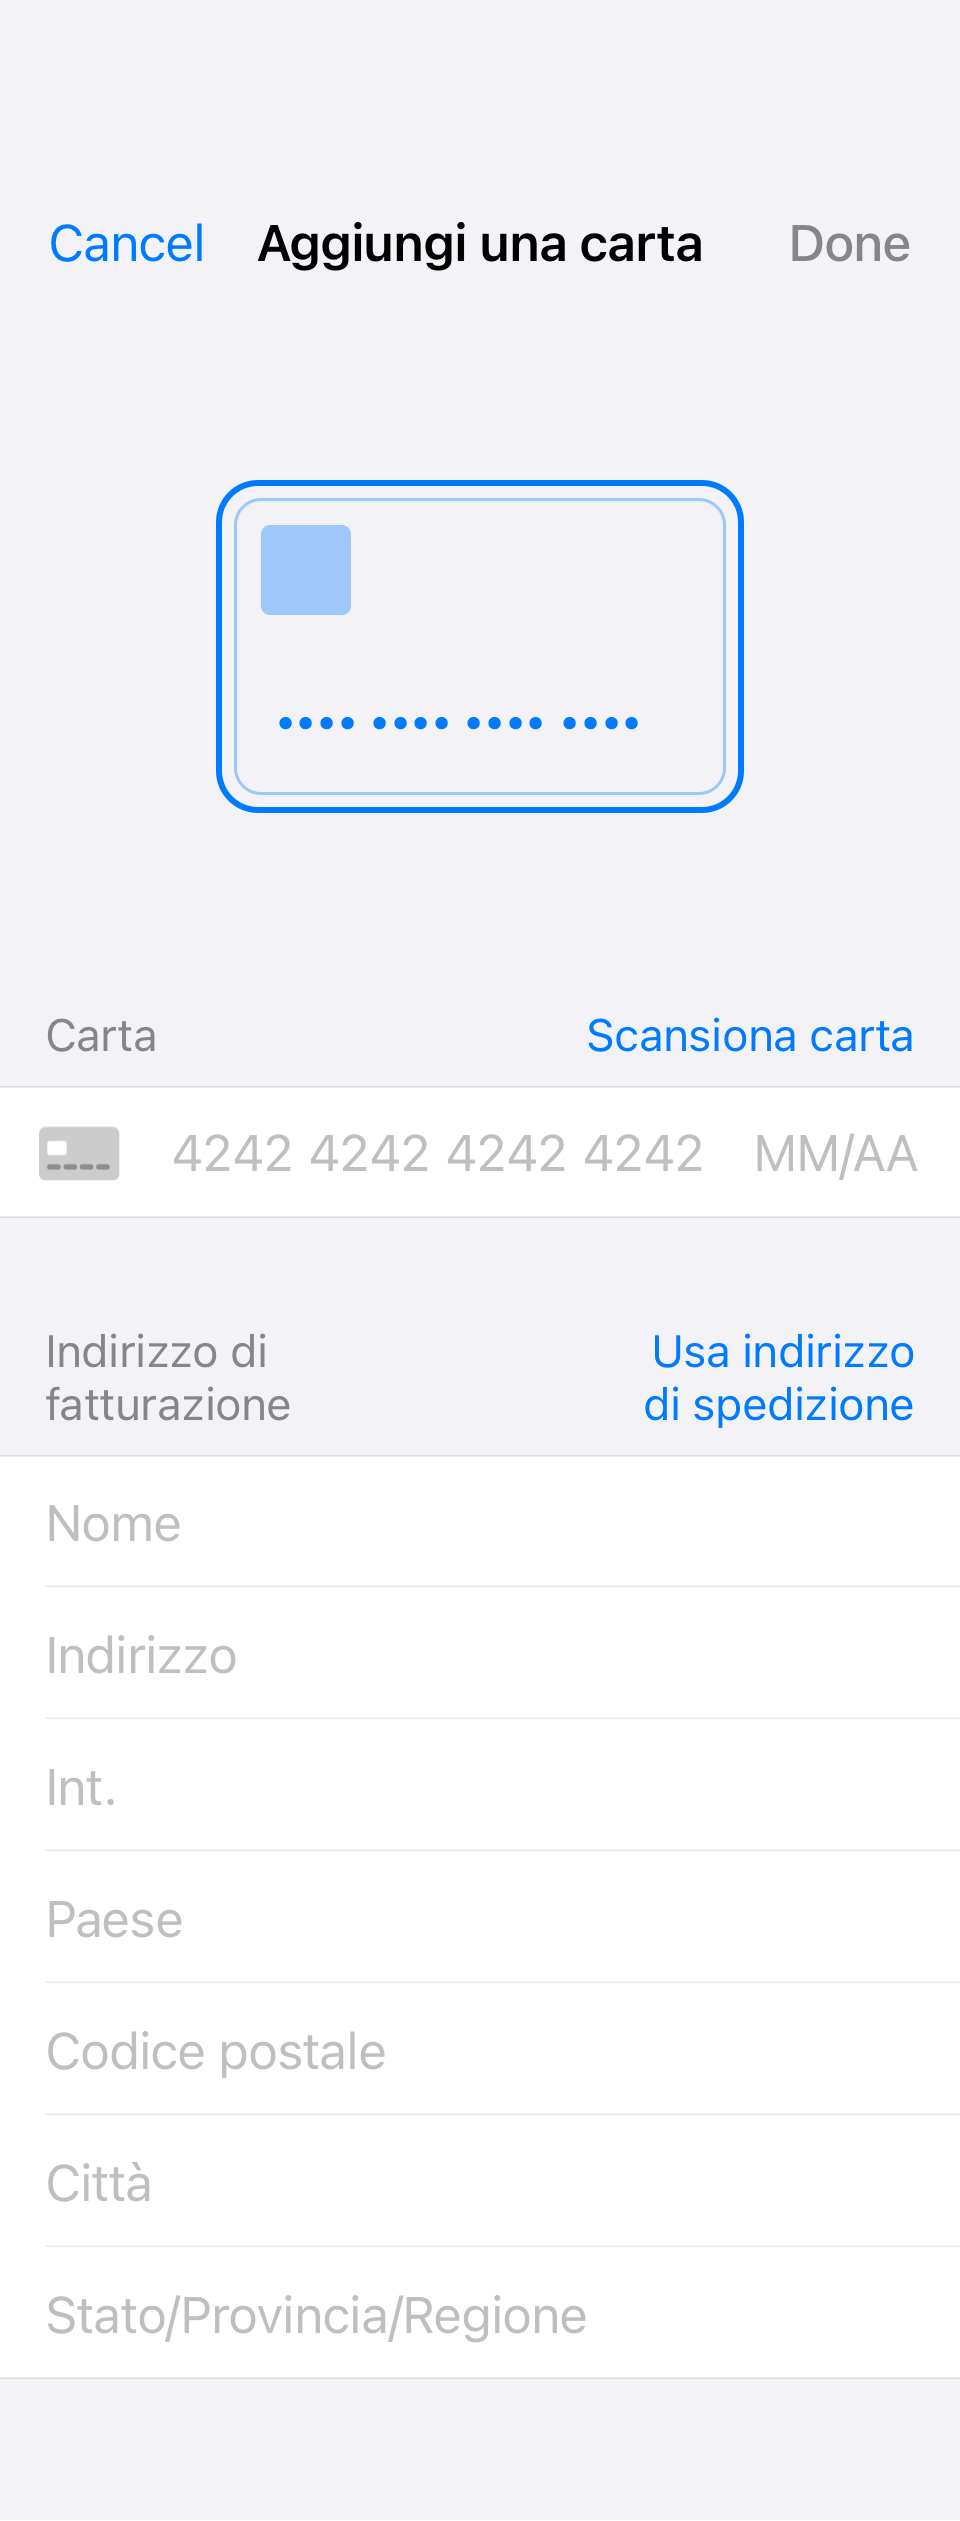 Cancel Aggiungi una carta Done
•••• •••• •••• ••••
Carta Scansiona carta
4242 4242 4242 4242 MM/AA
Indirizzo di
fatturazione
Usa indirizzo
di spedizione
Nome
Indirizzo
Int.
Paese
Codice postale
Città
Stato/Provincia/Regione